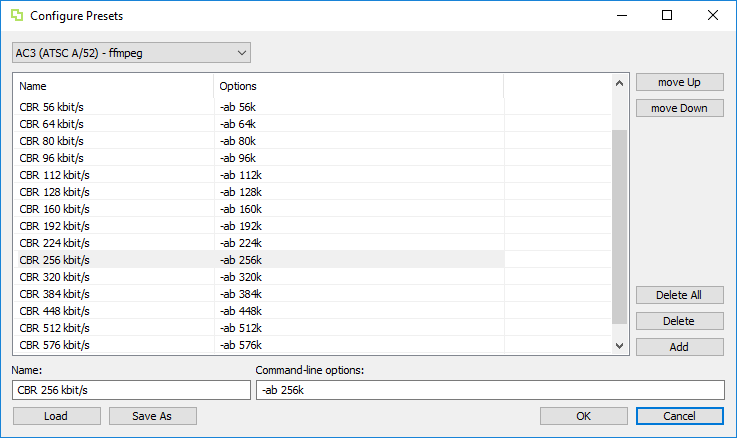 Configure Presets
AC3 (ATSC A/52) - ffmpeg
Name Options
CBR 56 kbit/s -ab 56k
CBR 64 kbit/s -ab 64k
CBR 80 kbit/s -ab 80k
CBR 96 kbit/s -ab 96k
CBR 112 kbit/s -ab 112k
CBR 128 kbit/s -ab 128k
CBR 160 kbit/s -ab 160k
CBR 192 kbit/s -ab 192k
CBR 224 kbit/s -ab 224k
CBR 256 kbit/s -ab 256k
CBR 320 kbit/s -ab 320k
CBR 384 kbit/s -ab 384k
CBR 448 kbit/s -ab 448k
CBR 512 kbit/s -ab 512k
CBR 576 kbit/s -ab 576k
move Up
move Down
Delete All
Delete
Add
Name: Command-line options:
CBR 256 kbit/s -ab 256k
Load Save As OK Cancel